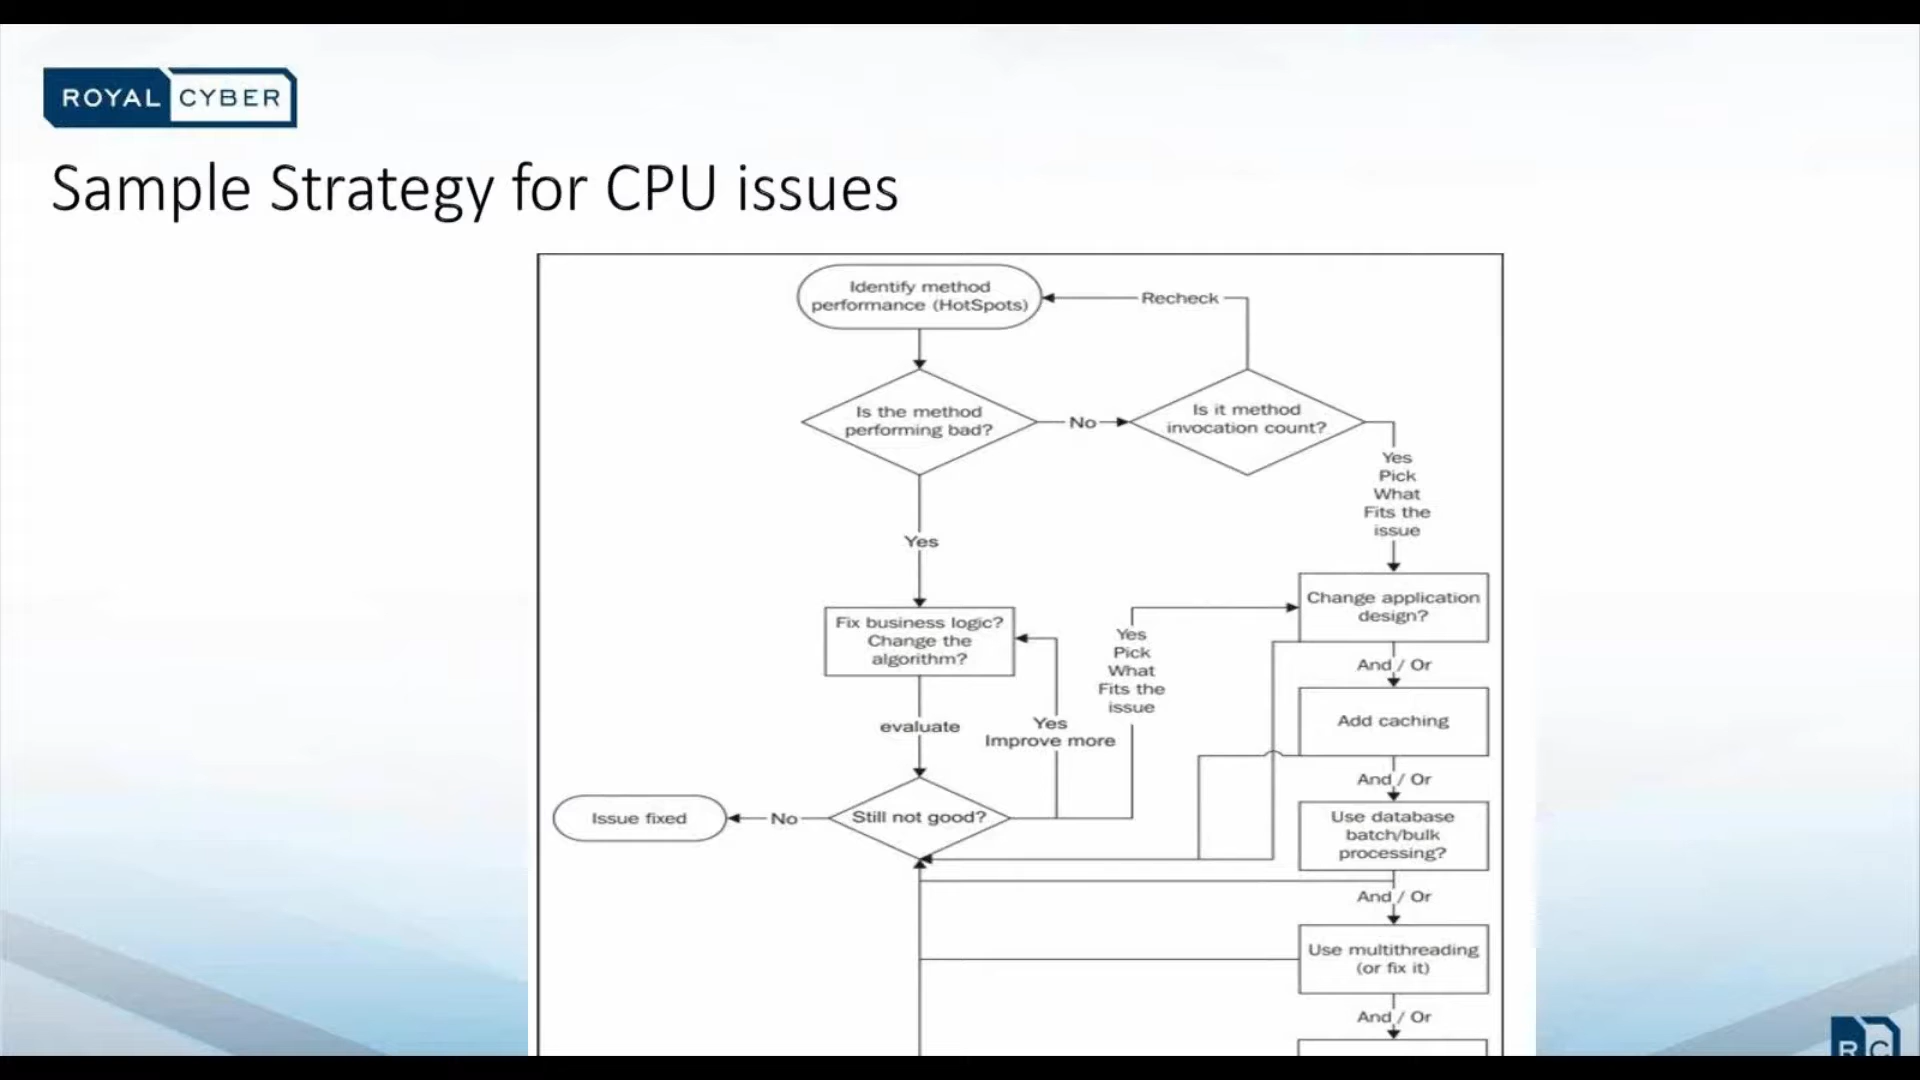 ROYAL CYBER
Sample Strategy for CPU issues
Identify method
performance (HotSpots)
Recheck
Is the method
performing bad?
No
Is it method
invocation count?
Yes
Pick
What
Fits the
issue
Yes
Change application
design?
Fix business logic?
Change the
algorithm?
Yes
Pick
What
Fits the
issue
And / Or
Add caching
evaluate
Yes
Improve more
And / Or
Issue fixed
No
Still not good?
Use database
batch/bulk
processing?
And / Or
Use multithreading
(or fix it)
And / Or
R C